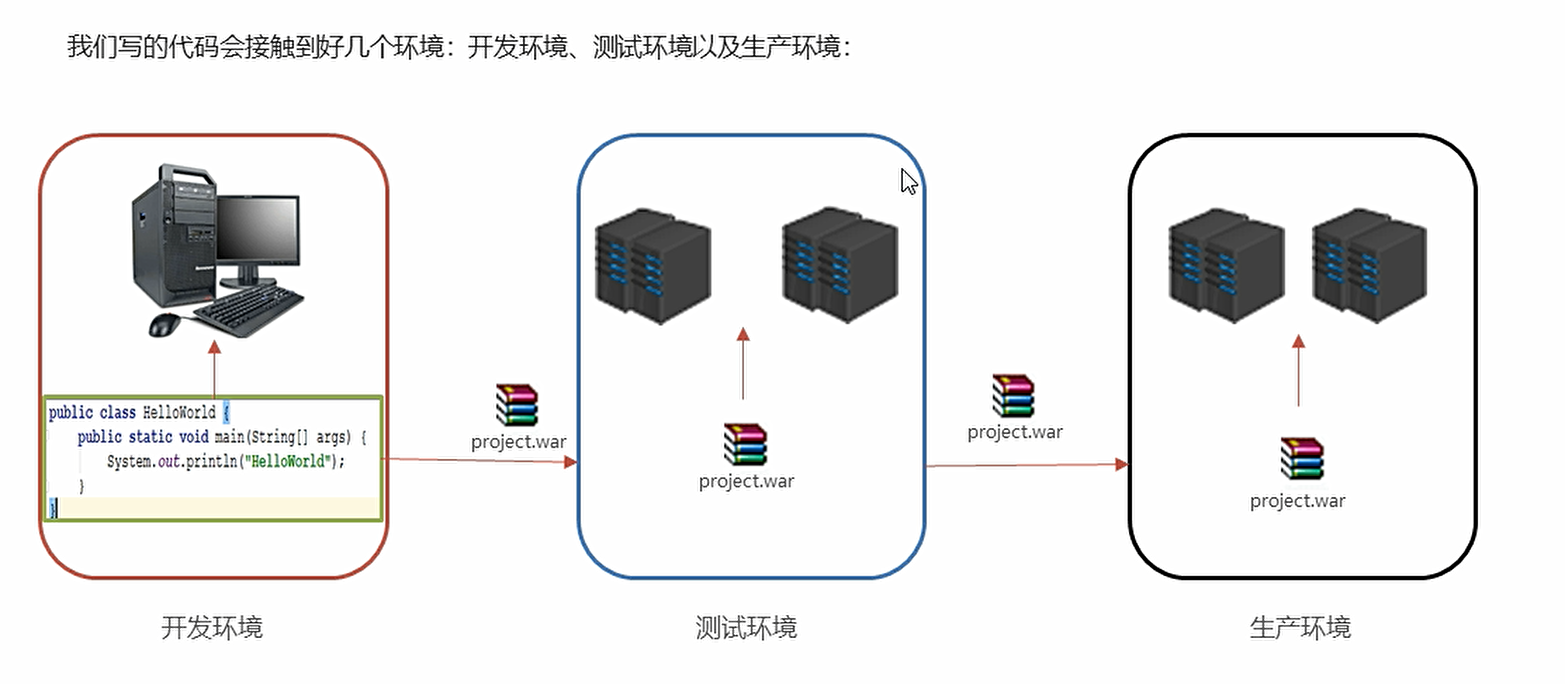 我们写的代码会接触到好几个环境：开发环境、测试环境以及生产环境：
public class HelloWorld {
public static void main(String[] args) {
System.out.println("HelloWorld");
}
}
project.war
project.war
project.war
project.war
开发环境
测试环境
生产环境